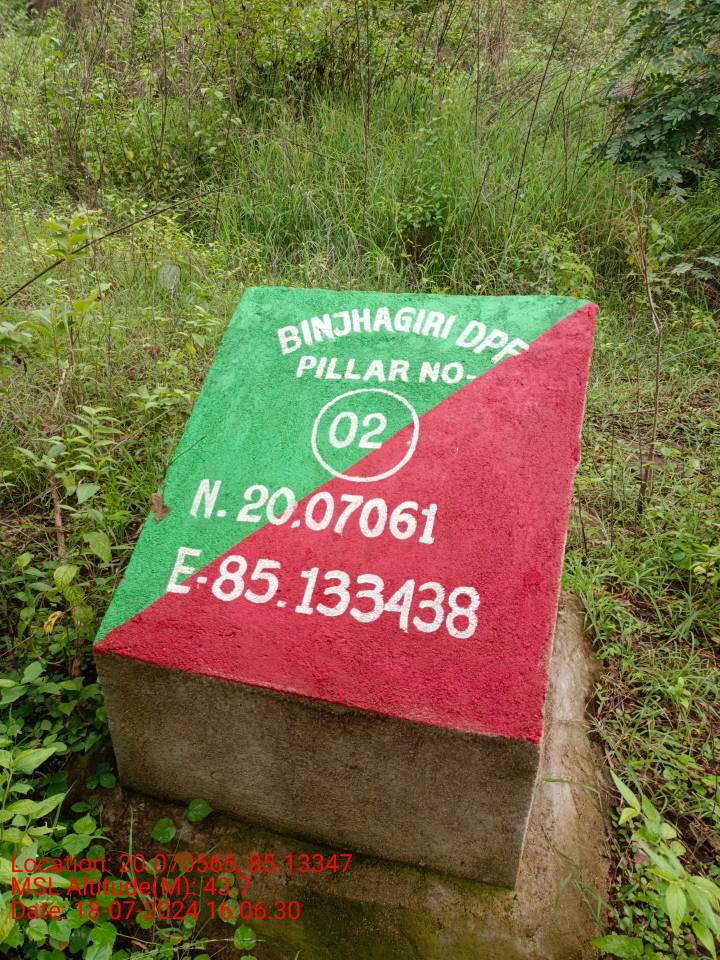 BINJHAGIRI DPF
PILLAR NO-
02
N. 20.07061
E-85.133438
Location: 20.070565, 85.13347
MSL Altitude(M): 43.7
Date: 18-07-2024 16:06:30